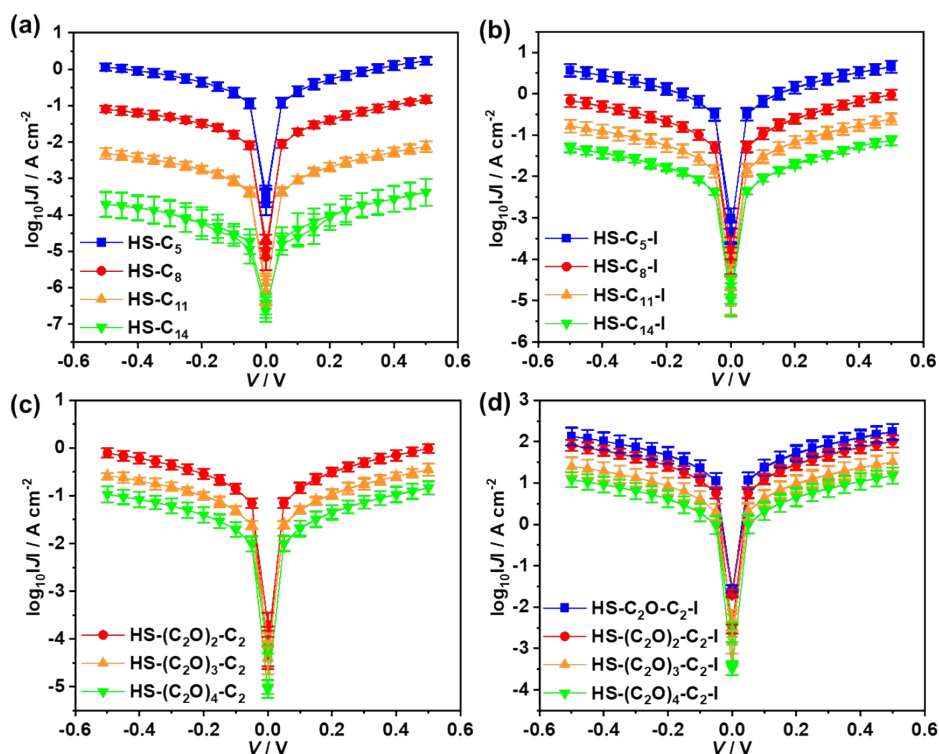 (a)
log₁₀|J| / A cm⁻²
1
0
-1
-2
-3
-4
-5
-6
-7
HS-C₅
HS-C₈
HS-C₁₁
HS-C₁₄
-0.6 -0.4 -0.2 0.0 0.2 0.4 0.6
V / V
(b)
log₁₀|J| / A cm⁻²
2
1
0
-1
-2
-3
-4
-5
-6
HS-C₅-I
HS-C₈-I
HS-C₁₁-I
HS-C₁₄-I
-0.6 -0.4 -0.2 0.0 0.2 0.4 0.6
V / V
(c)
log₁₀|J| / A cm⁻²
1
0
-1
-2
-3
-4
-5
HS-(C₂O)₂-C₂
HS-(C₂O)₃-C₂
HS-(C₂O)₄-C₂
-0.6 -0.4 -0.2 0.0 0.2 0.4 0.6
V / V
(d)
log₁₀|J| / A cm⁻²
3
2
1
0
-1
-2
-3
-4
HS-C₂O-C₂-I
HS-(C₂O)₂-C₂-I
HS-(C₂O)₃-C₂-I
HS-(C₂O)₄-C₂-I
-0.6 -0.4 -0.2 0.0 0.2 0.4 0.6
V / V